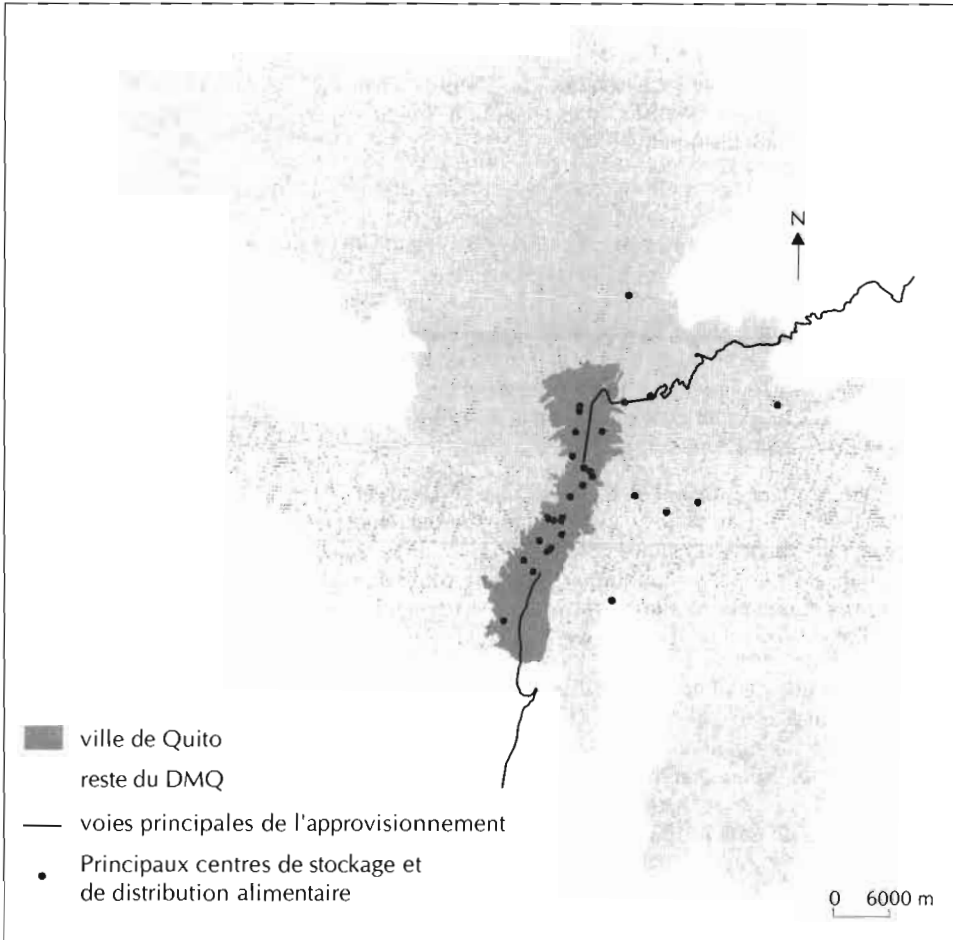 N
ville de Quito
reste du DMQ
voies principales de l'approvisionnement
Principaux centres de stockage et
de distribution alimentaire
0 6000 m